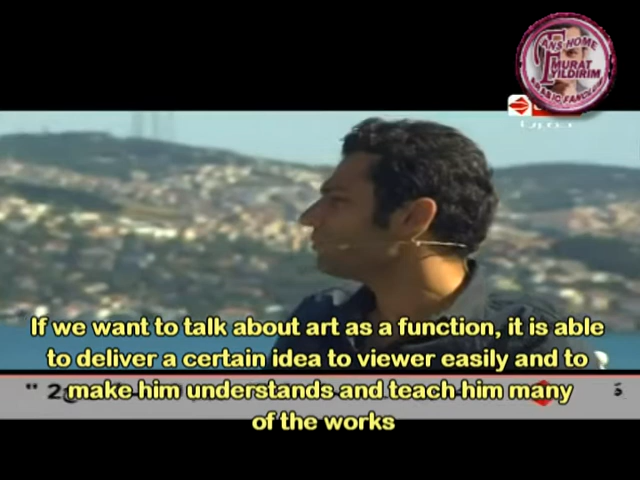 FANS HOME
MURAT
YILDIRIM
If we want to talk about art as a function, it is able
to deliver a certain idea to viewer easily and to
make him understands and teach him many
of the works